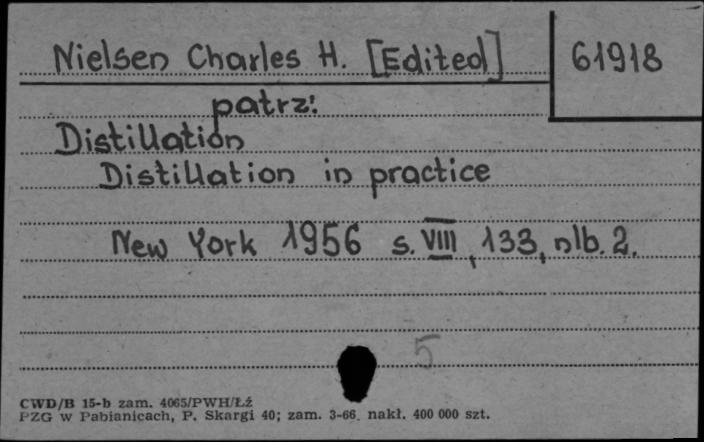 Nielsen Charles H. [Edited]
61918
patrz:
Distillation
Distillation in practice
New York 1956 s. VIII, 133, nlb. 2.
5
CWD/B 15-b zam. 4065/PWH/Łź
PZG w Pabianicach, P. Skargi 40; zam. 3-66. nakł. 400 000 szt.